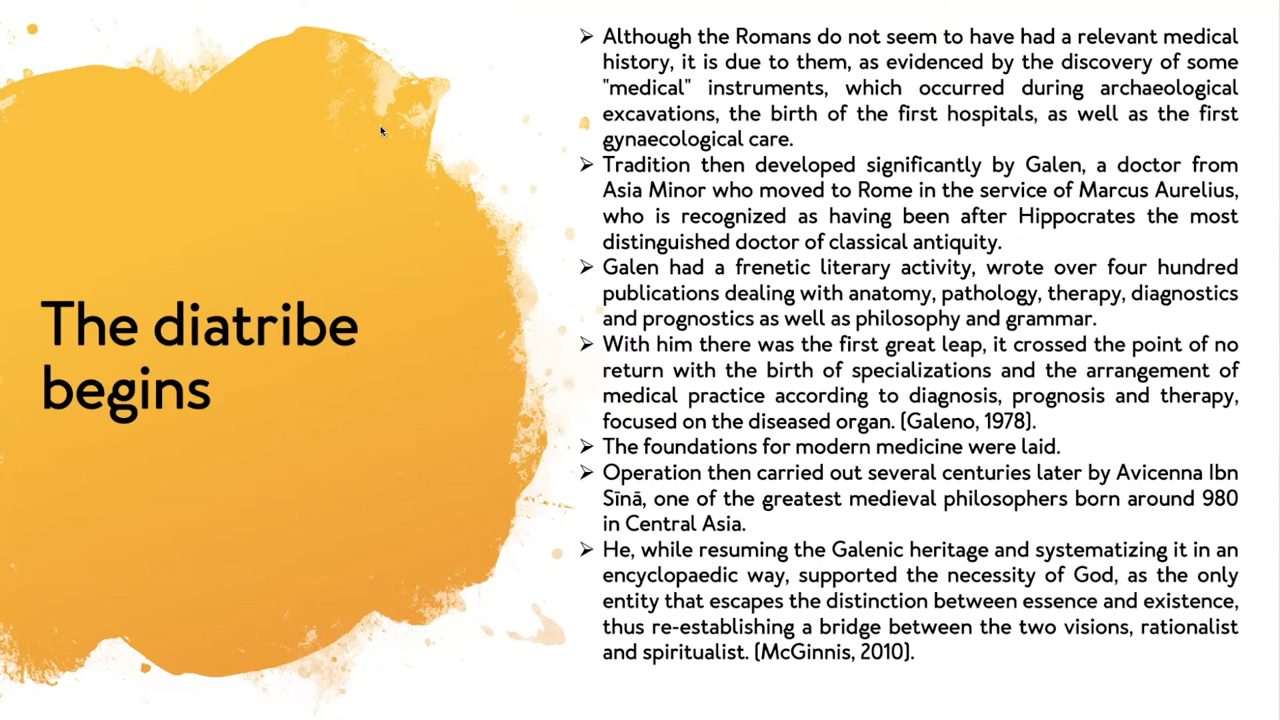 The diatribe
begins
➢ Although the Romans do not seem to have had a relevant medical
history, it is due to them, as evidenced by the discovery of some
"medical" instruments, which occurred during archaeological
excavations, the birth of the first hospitals, as well as the first
gynaecological care.
➢ Tradition then developed significantly by Galen, a doctor from
Asia Minor who moved to Rome in the service of Marcus Aurelius,
who is recognized as having been after Hippocrates the most
distinguished doctor of classical antiquity.
➢ Galen had a frenetic literary activity, wrote over four hundred
publications dealing with anatomy, pathology, therapy, diagnostics
and prognostics as well as philosophy and grammar.
➢ With him there was the first great leap, it crossed the point of no
return with the birth of specializations and the arrangement of
medical practice according to diagnosis, prognosis and therapy,
focused on the diseased organ. (Galeno, 1978).
➢ The foundations for modern medicine were laid.
➢ Operation then carried out several centuries later by Avicenna Ibn
Sīnā, one of the greatest medieval philosophers born around 980
in Central Asia.
➢ He, while resuming the Galenic heritage and systematizing it in an
encyclopaedic way, supported the necessity of God, as the only
entity that escapes the distinction between essence and existence,
thus re-establishing a bridge between the two visions, rationalist
and spiritualist. (McGinnis, 2010).